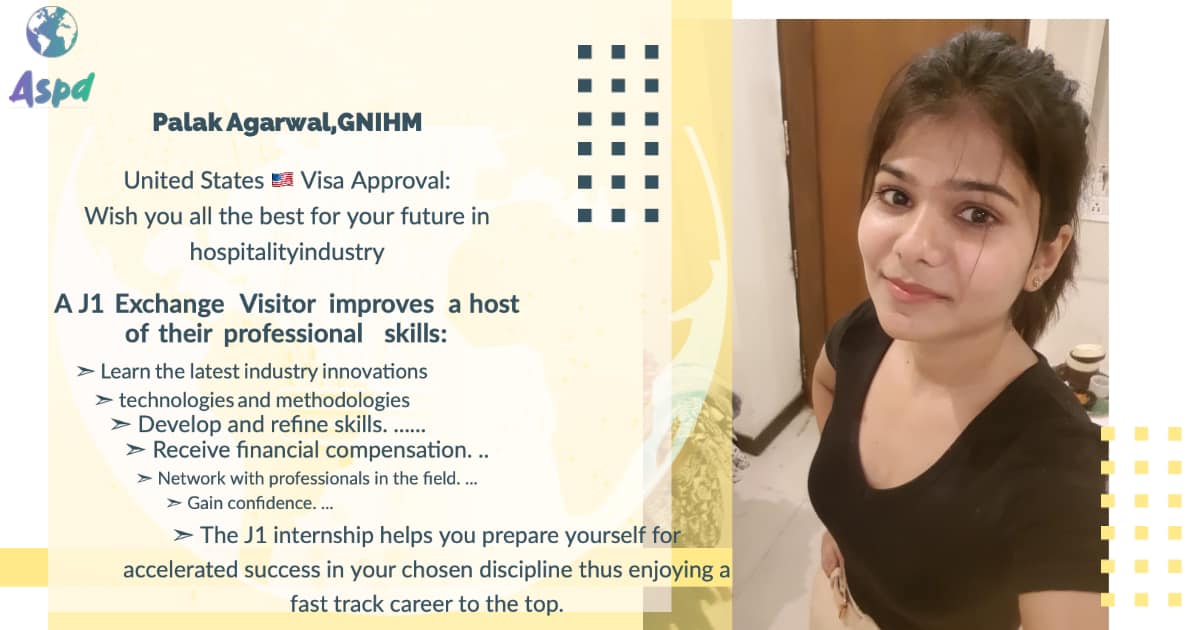 Aspd
Palak Agarwal,GNIHM
United States 🇺🇸 Visa Approval:
Wish you all the best for your future in
hospitalityindustry
A J1 Exchange Visitor improves a host
of their professional skills:
➣ Learn the latest industry innovations
➣ technologies and methodologies
➣ Develop and refine skills. ......
➣ Receive financial compensation. ..
➣ Network with professionals in the field. ...
➣ Gain confidence. ...
➣ The J1 internship helps you prepare yourself for
accelerated success in your chosen discipline thus enjoying a
fast track career to the top.